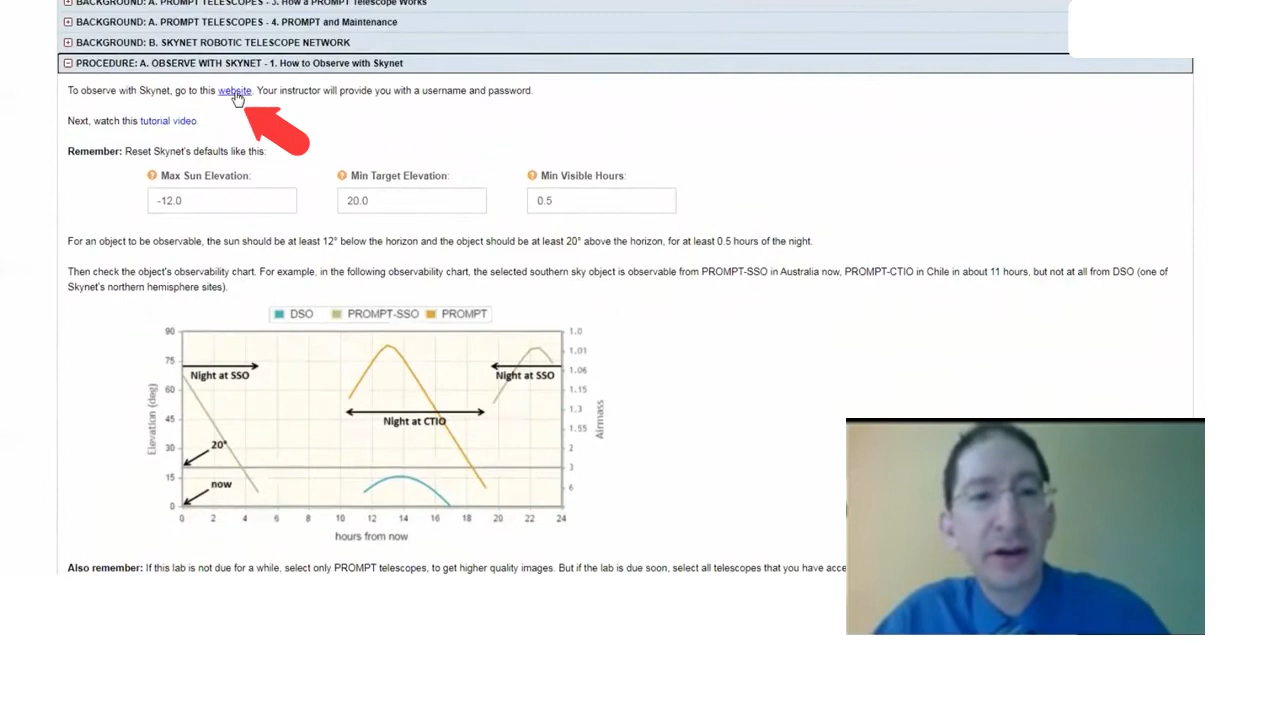 BACKGROUND: A. PROMPT TELESCOPES - 3. How a PROMPT Telescope Works
BACKGROUND: A. PROMPT TELESCOPES - 4. PROMPT and Maintenance
BACKGROUND: B. SKYNET ROBOTIC TELESCOPE NETWORK
PROCEDURE: A. OBSERVE WITH SKYNET - 1. How to Observe with Skynet
To observe with Skynet, go to this website. Your instructor will provide you with a username and password.
Next, watch this tutorial video.
Remember: Reset Skynet's defaults like this:
Max Sun Elevation: Min Target Elevation: Min Visible Hours:
-12.0 20.0 0.5
For an object to be observable, the sun should be at least 12° below the horizon and the object should be at least 20° above the horizon, for at least 0.5 hours of the night.
Then check the object's observability chart. For example, in the following observability chart, the selected southern sky object is observable from PROMPT-SSO in Australia now, PROMPT-CTIO in Chile in about 11 hours, but not at all from DSO (one of
Skynet's northern hemisphere sites).
DSO PROMPT-SSO PROMPT
90 1.0
1.01
75
1.06
Night at SSO Night at SSO
60 1.15
1.3
Night at CTIO
45 1.55
20°
30 2
3
now
15 6
0
0 2 4 6 8 10 12 14 16 18 20 22 24
Elevation (deg)
Airmass
hours from now
Also remember: If this lab is not due for a while, select only PROMPT telescopes, to get higher quality images. But if the lab is due soon, select all telescopes that you have acce